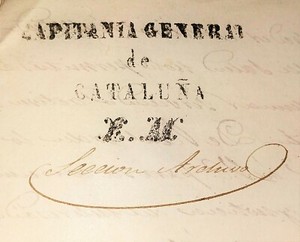 CAPITANIA GENERAL
de
CATALUÑA
E. M.
Seccion Archivo